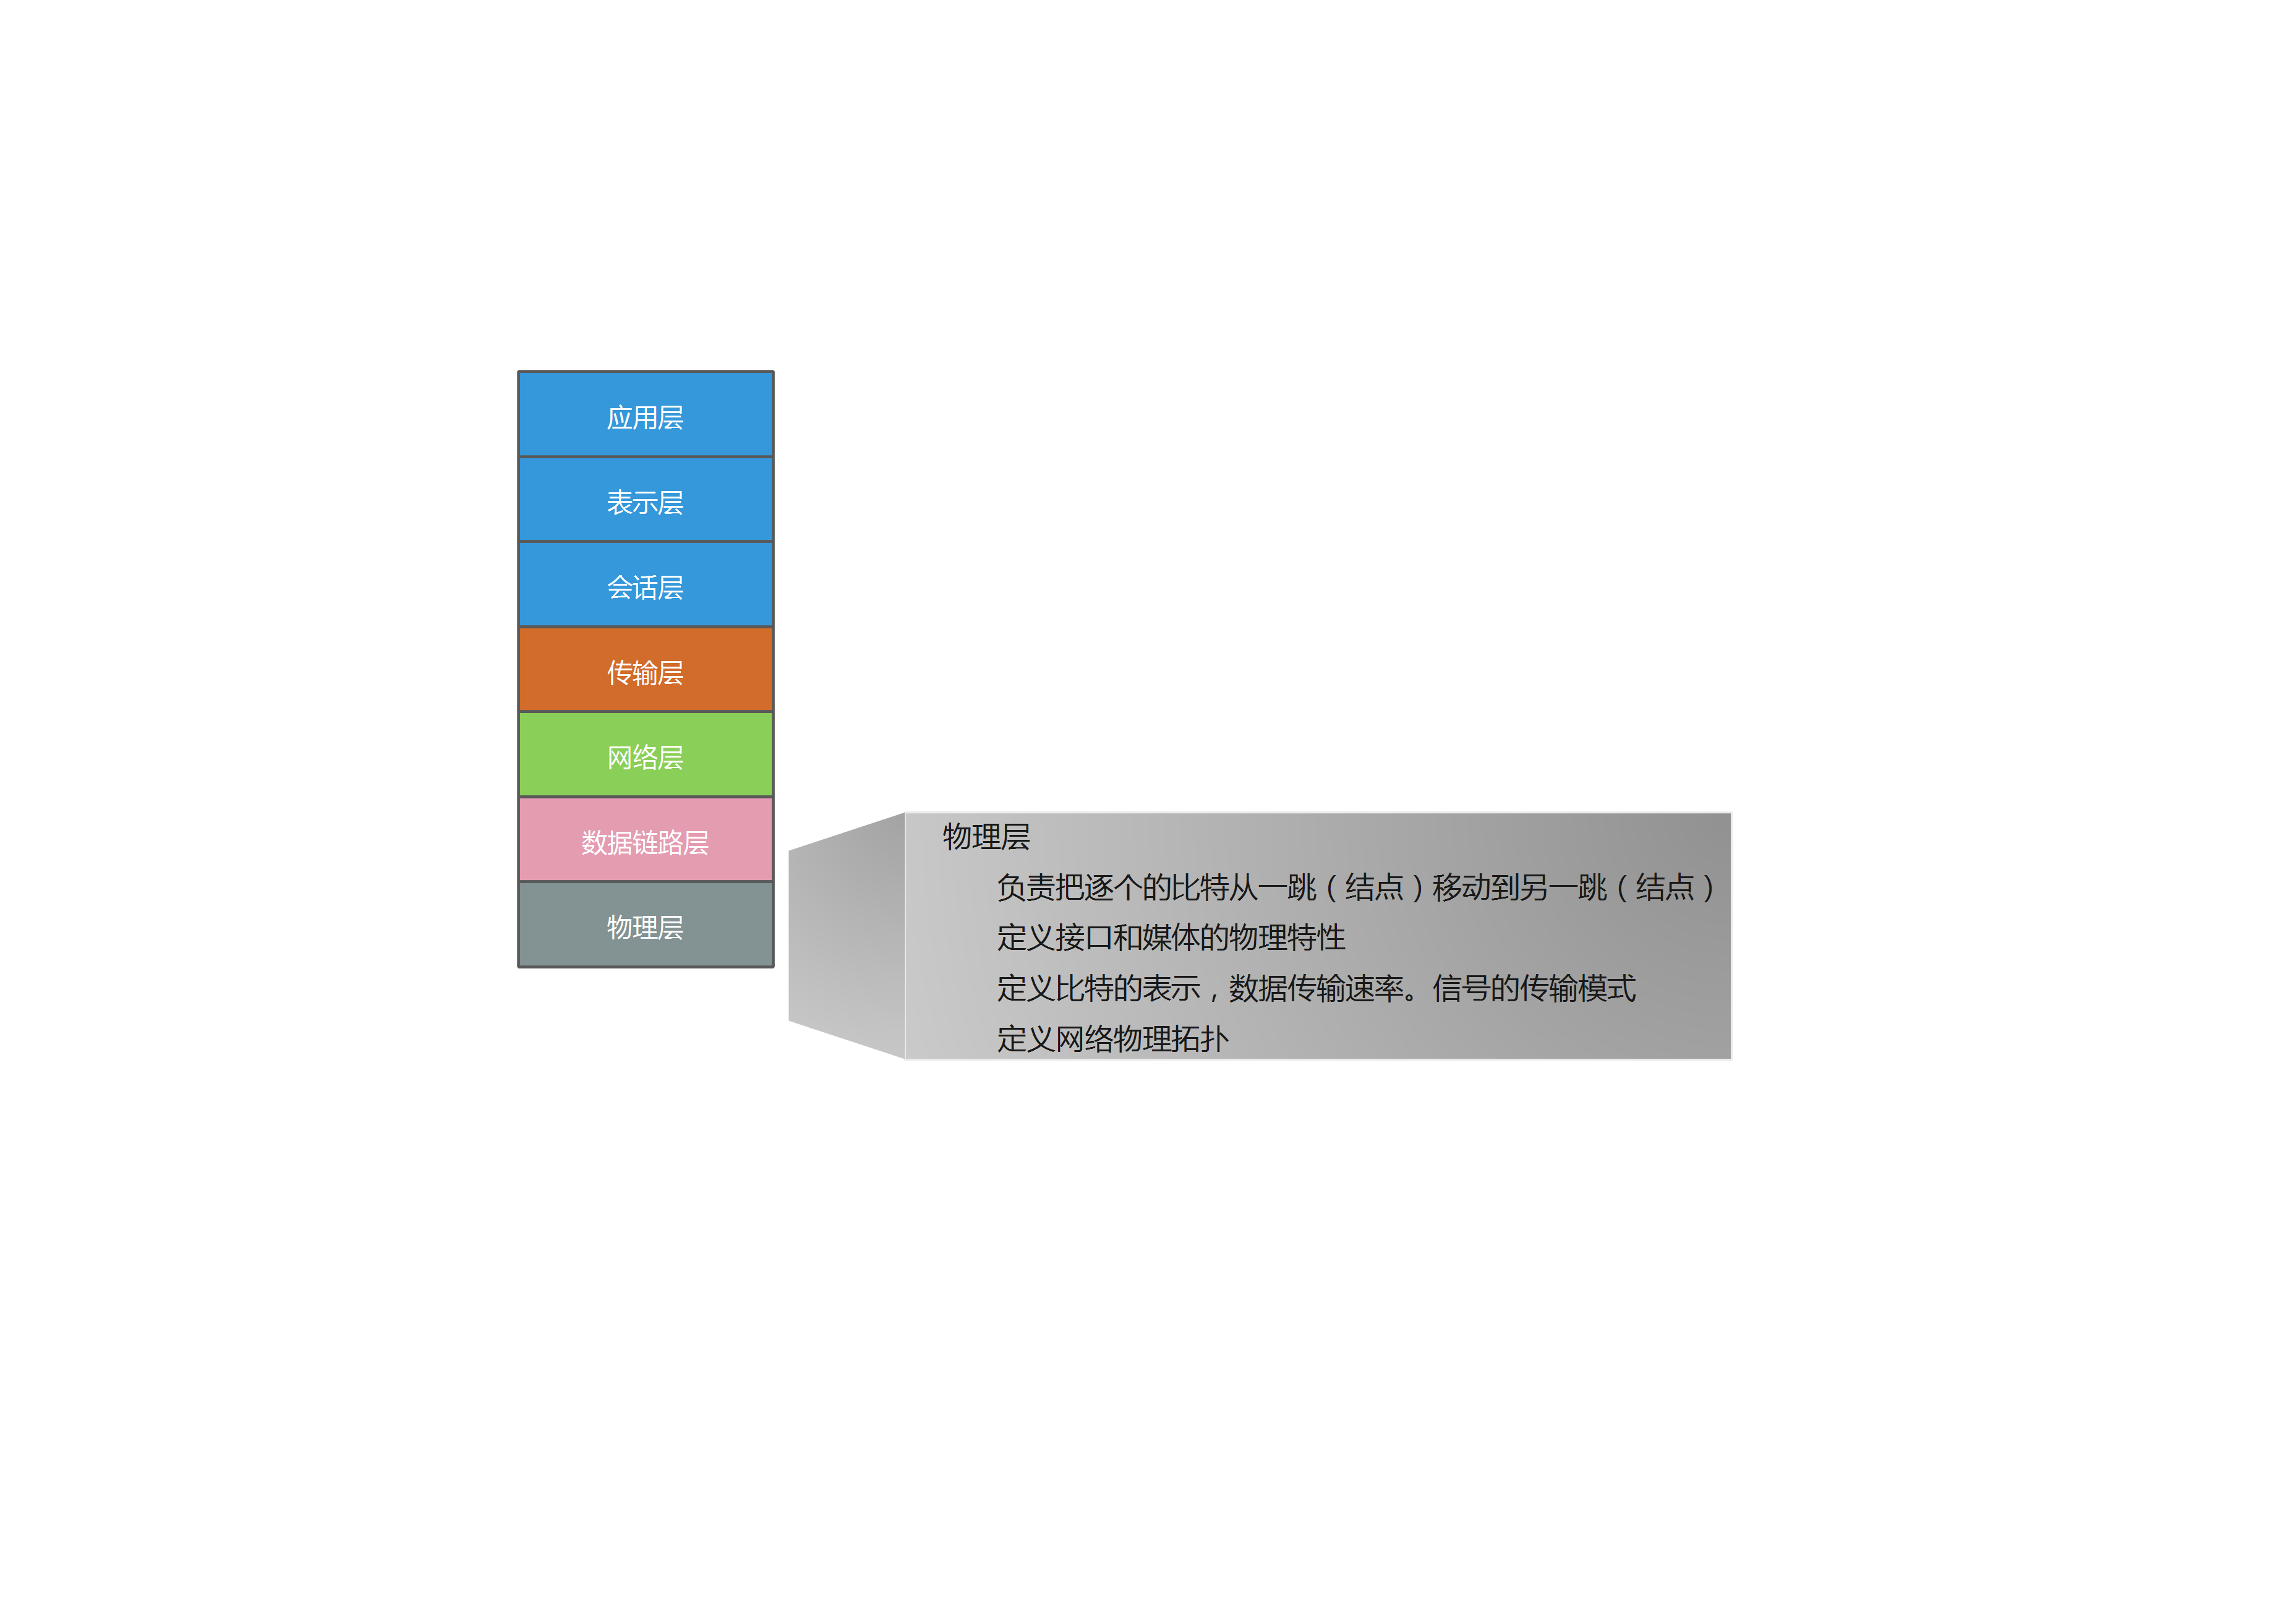 应用层
表示层
会话层
传输层
网络层
数据链路层
物理层
物理层
负责把逐个的比特从一跳（结点）移动到另一跳（结点）
定义接口和媒体的物理特性
定义比特的表示，数据传输速率。信号的传输模式
定义网络物理拓扑